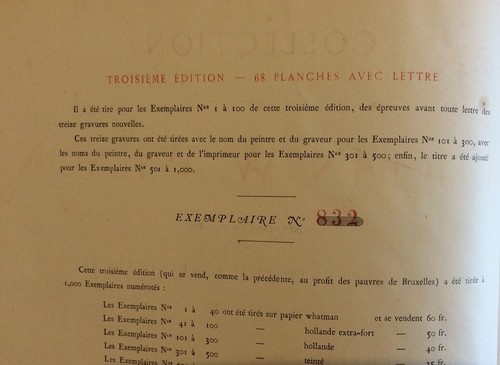 TROISIÈME ÉDITION — 68 PLANCHES AVEC LETTRE
Il a été tiré pour les Exemplaires Nos 1 à 100 de cette troisième édition, des épreuves avant toute lettre des
treize gravures nouvelles.
Ces treize gravures ont été tirées avec le nom du peintre et du graveur pour les Exemplaires Nos 101 à 300, avec
les noms du peintre, du graveur et de l'imprimeur pour les Exemplaires Nos 301 à 500; enfin, le titre a été ajouté
pour les Exemplaires Nos 501 à 1,000.
EXEMPLAIRE No 832
Cette troisième édition (qui se vend, comme la précédente, au profit des pauvres de Bruxelles) a été tirée à
1,000 Exemplaires numérotés :
Les Exemplaires Nos 1 à 40 ont été tirés sur papier whatman et se vendent 60 fr.
Les Exemplaires Nos 41 à 100 — hollande extra-fort — 50 fr.
Les Exemplaires Nos 101 à 300 — hollande — 40 fr.
Les Exemplaires Nos 301 à 500 — teinté — 25 fr.